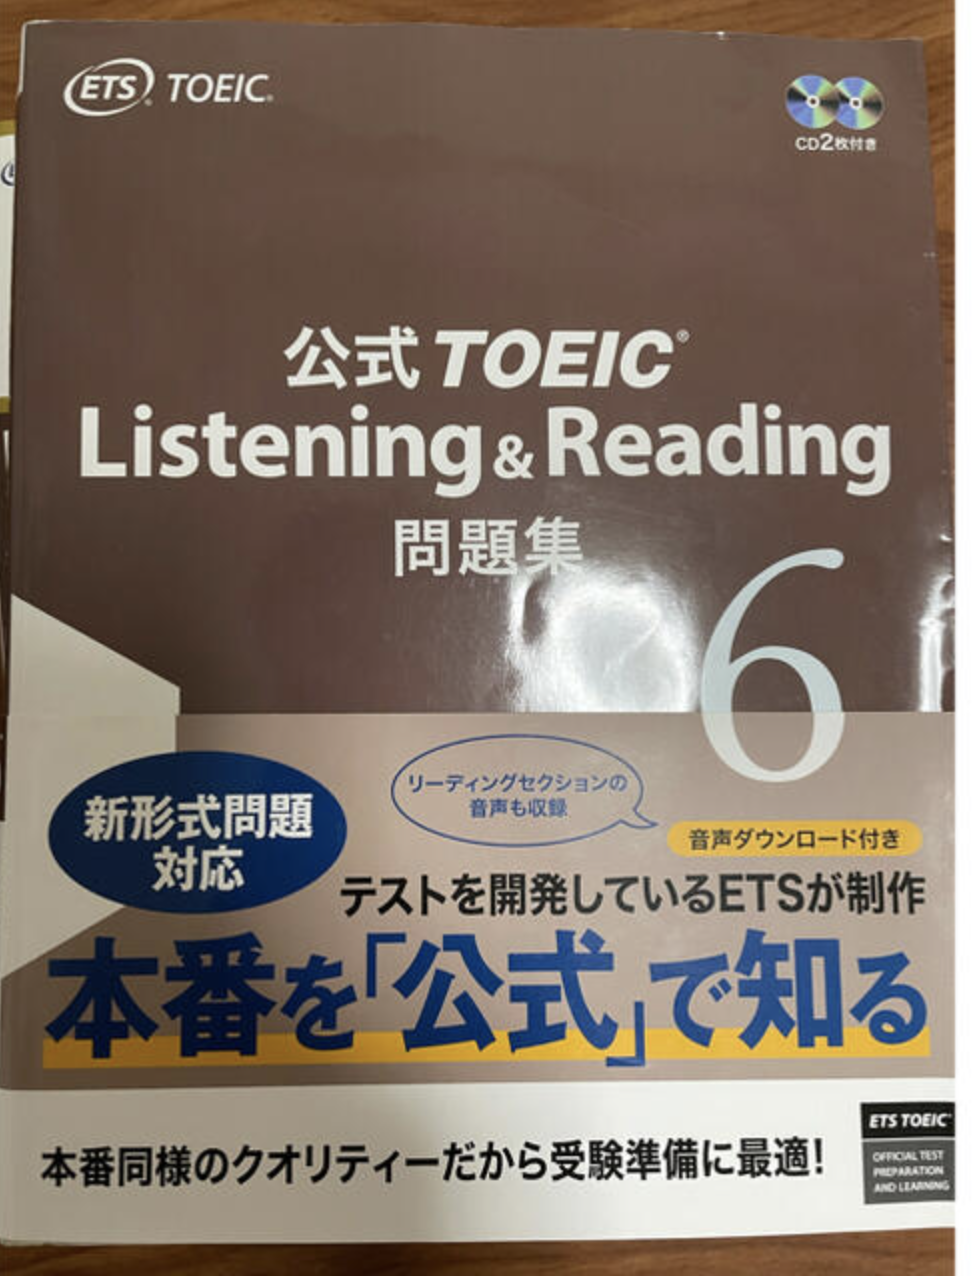 ETS® TOEIC®
CD2枚付き
公式 TOEIC®
Listening & Reading
問題集
6
新形式問題
対応
リーディングセクションの
音声も収録
音声ダウンロード付き
テストを開発しているETSが制作
本番を「公式」で知る
本番同様のクオリティーだから受験準備に最適!
ETS TOEIC®
OFFICIAL TEST
PREPARATION
AND LEARNING